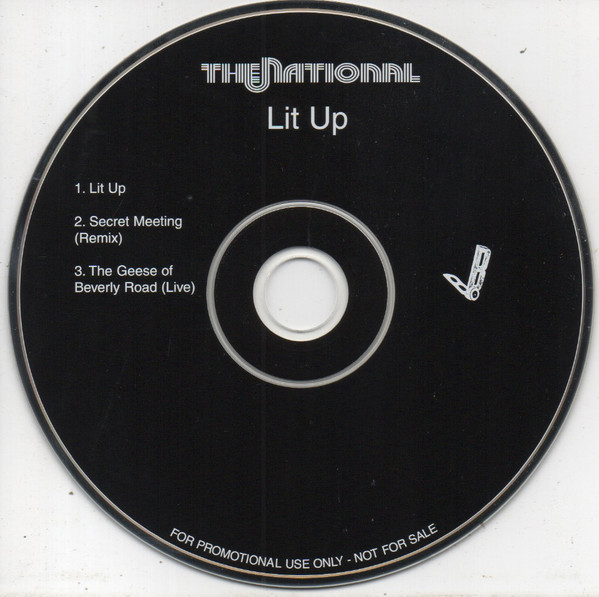 THE NATIONAL
Lit Up
1. Lit Up
2. Secret Meeting
(Remix)
3. The Geese of
Beverly Road (Live)
FOR PROMOTIONAL USE ONLY - NOT FOR SALE